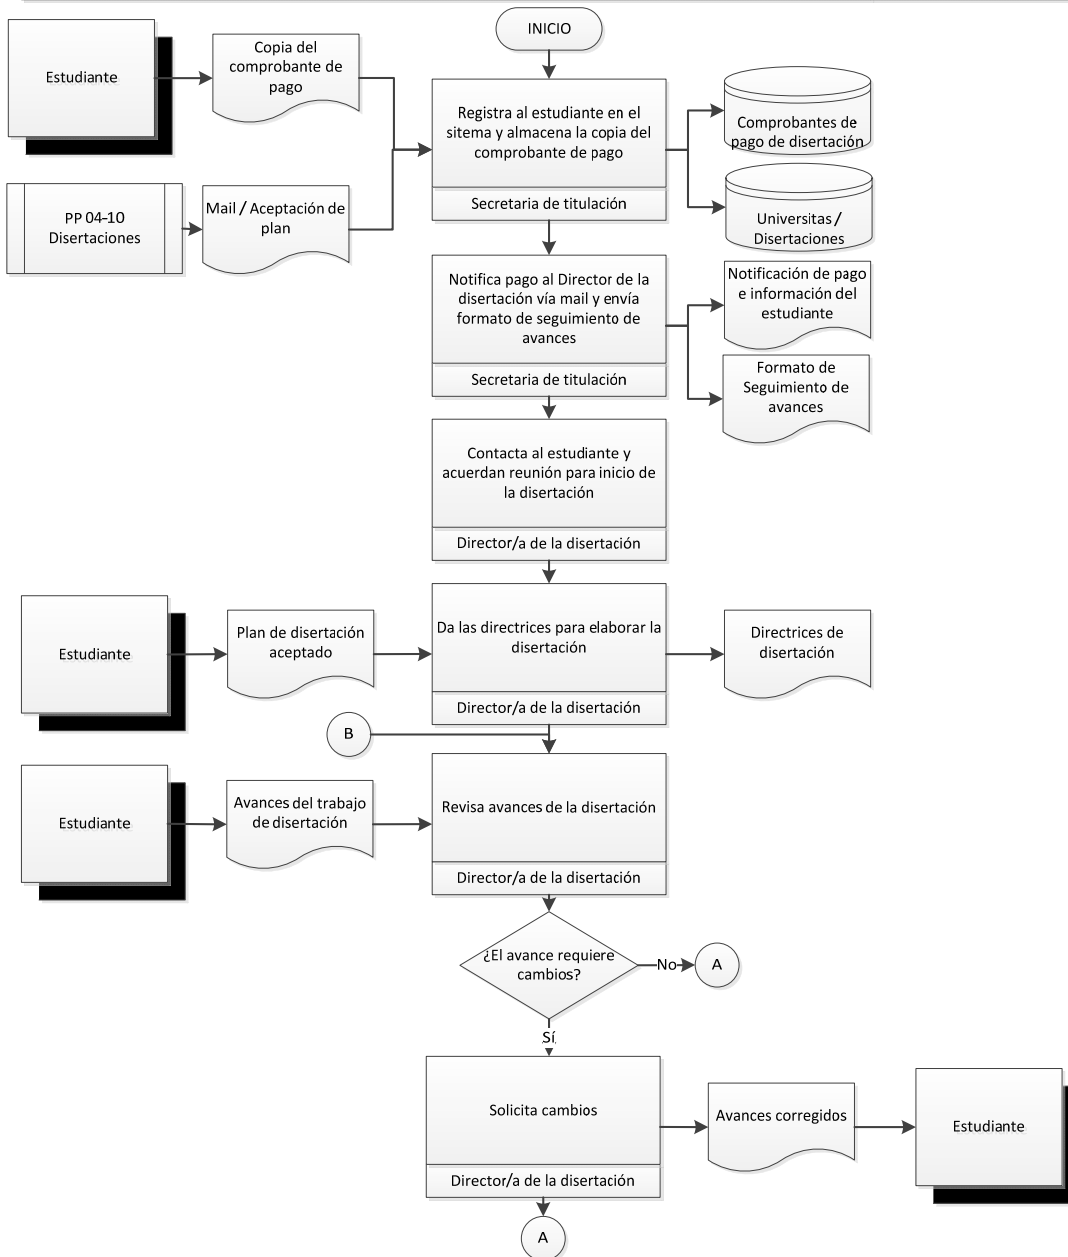 INICIO
Estudiante
Copia del
comprobante de
pago
Registra al estudiante en el
sitema y almacena la copia del
comprobante de pago
Secretaria de titulación
Comprobantes de
pago de disertación
PP 04-10
Disertaciones
Mail / Aceptación de
plan
Universitas /
Disertaciones
Notifica pago al Director de la
disertación vía mail y envía
formato de seguimiento de
avances
Secretaria de titulación
Notificación de pago
e información del
estudiante
Formato de
Seguimiento de
avances
Contacta al estudiante y
acuerdan reunión para inicio de
la disertación
Director/a de la disertación
Estudiante
Plan de disertación
aceptado
Da las directrices para elaborar la
disertación
Director/a de la disertación
Directrices de
disertación
B
Estudiante
Avances del trabajo
de disertación
Revisa avances de la disertación
Director/a de la disertación
¿El avance requiere
cambios?
No
A
Sí
Solicita cambios
Director/a de la disertación
Avances corregidos
Estudiante
A